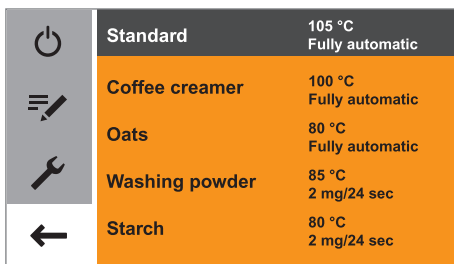 Standard
105 °C
Fully automatic
Coffee creamer
100 °C
Fully automatic
Oats
80 °C
Fully automatic
Washing powder
85 °C
2 mg/24 sec
Starch
80 °C
2 mg/24 sec